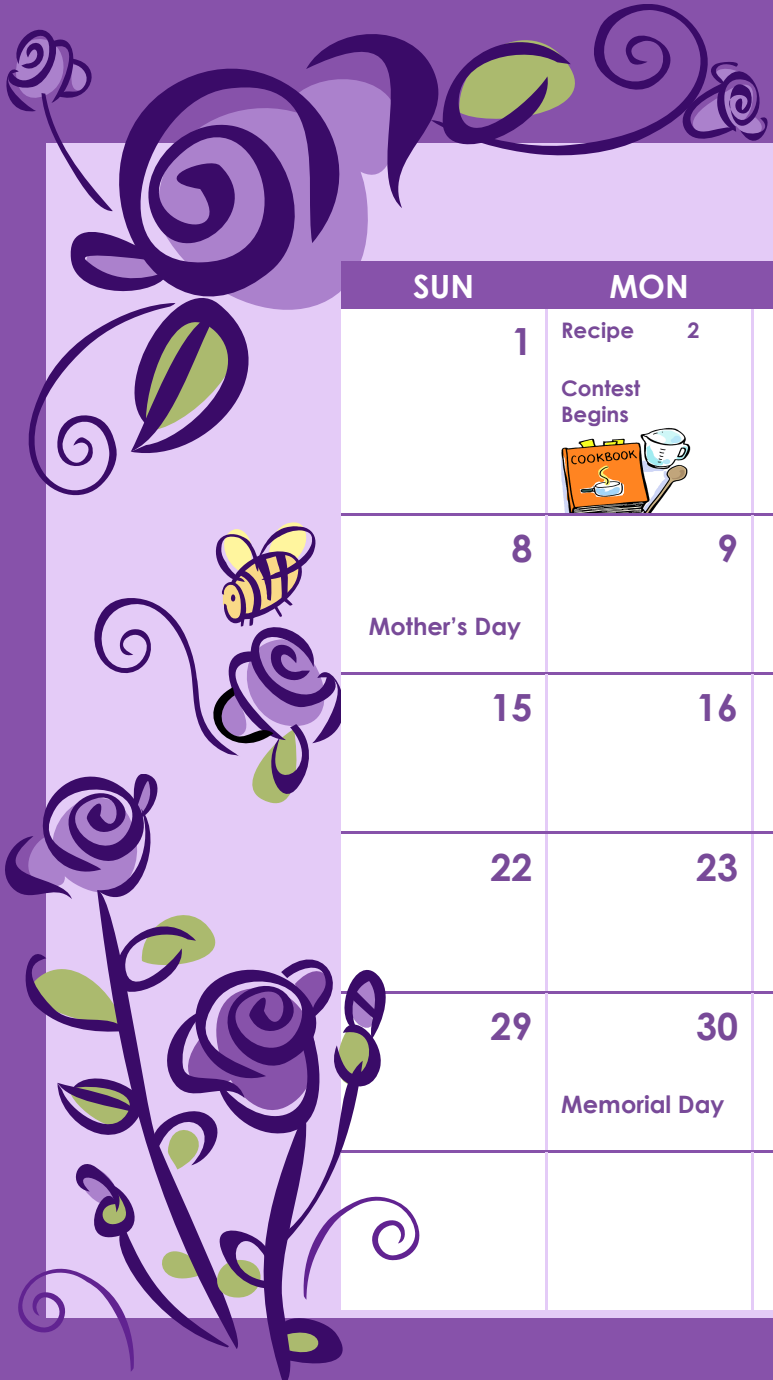 SUN MON
1 Recipe 2
Contest
Begins
COOKBOOK
8 9
Mother's Day
15 16
22 23
29 30
Memorial Day